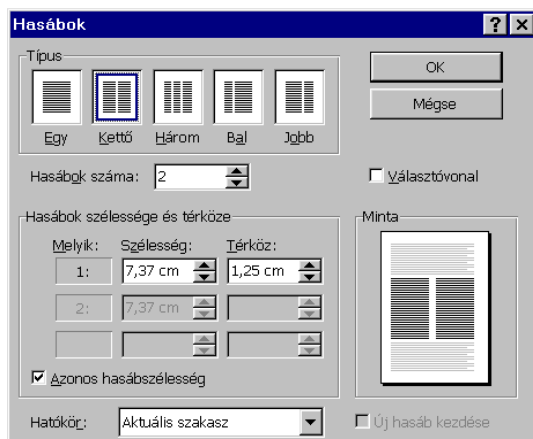 Hasábok
Típus
OK
Mégse
Egy Kettő Három Bal Jobb
Hasábok száma: 2
Választóvonal
Hasábok szélessége és térköze
Minta
Melyik: Szélesség: Térköz:
1: 7,37 cm 1,25 cm
2: 7,37 cm
Azonos hasábszélesség
Hatókör: Aktuális szakasz
Új hasáb kezdése